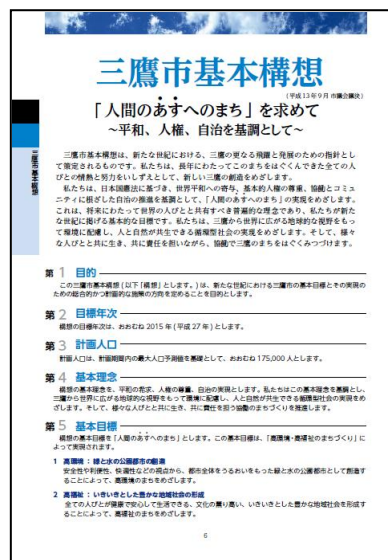 三鷹市基本構想
(平成13年9月 市議会議決)
「人間のあすへのまち」を求めて
～平和、人権、自治を基調として～
三鷹市基本構想
三鷹市基本構想は、新たな世紀における、三鷹の更なる飛躍と発展のための指針とし
て策定されるものです。私たちは、長年にわたってこのまちをはぐくんできた全ての人
びとの情熱と努力をいしずえとして、新しい三鷹の創造をめざします。
私たちは、日本国憲法に基づき、世界平和への寄与、基本的人権の尊重、協働とコミュ
ニティに根ざした自治の推進を基調として、「人間のあすへのまち」の実現をめざします。
これは、将来にわたって世界の人びとと共有すべき普遍的な理念であり、私たちが新た
な世紀に掲げる基本的な目標です。私たちは、三鷹から世界に広がる地球的な視野をもっ
て環境に配慮し、人と自然が共生できる循環型社会の実現をめざします。そして、様々
な人びとと共に生き、共に責任を担いながら、協働で三鷹のまちをはぐくみつづけます。
第1 目的
この三鷹市基本構想(以下「構想」とします。)は、新たな世紀における三鷹市の基本目標とその実現の
ための総合的かつ計画的な施策の方向を定めることを目的とします。
第2 目標年次
構想の目標年次は、おおむね2015年(平成27年)とします。
第3 計画人口
計画人口は、計画期間内の最大人口予測値を基礎として、おおむね175,000人とします。
第4 基本理念
構想の基本理念を、平和の希求、人権の尊重、自治の実現とします。私たちはこの基本理念を基調とし、
三鷹から世界に広がる地球的な視野をもって環境に配慮し、人と自然が共生できる循環型社会の実現をめ
ざします。そして、様々な人びとと共に生き、共に責任を担う協働のまちづくりを推進します。
第5 基本目標
構想の基本目標を「人間のあすへのまち」とします。この基本目標は、「高環境・高福祉のまちづくり」に
よって実現されます。
1 高環境：緑と水の公園都市の創造
安全性や利便性、快適性などの視点から、都市全体をうるおいをもった緑と水の公園都市として創造す
ることによって、高環境のまちをめざします。
2 高福祉：いきいきとした豊かな地域社会の形成
全ての人びとが健康で安心して生活できる、文化の薫り高い、いきいきとした豊かな地域社会を形成す
ることによって、高福祉のまちをめざします。
6